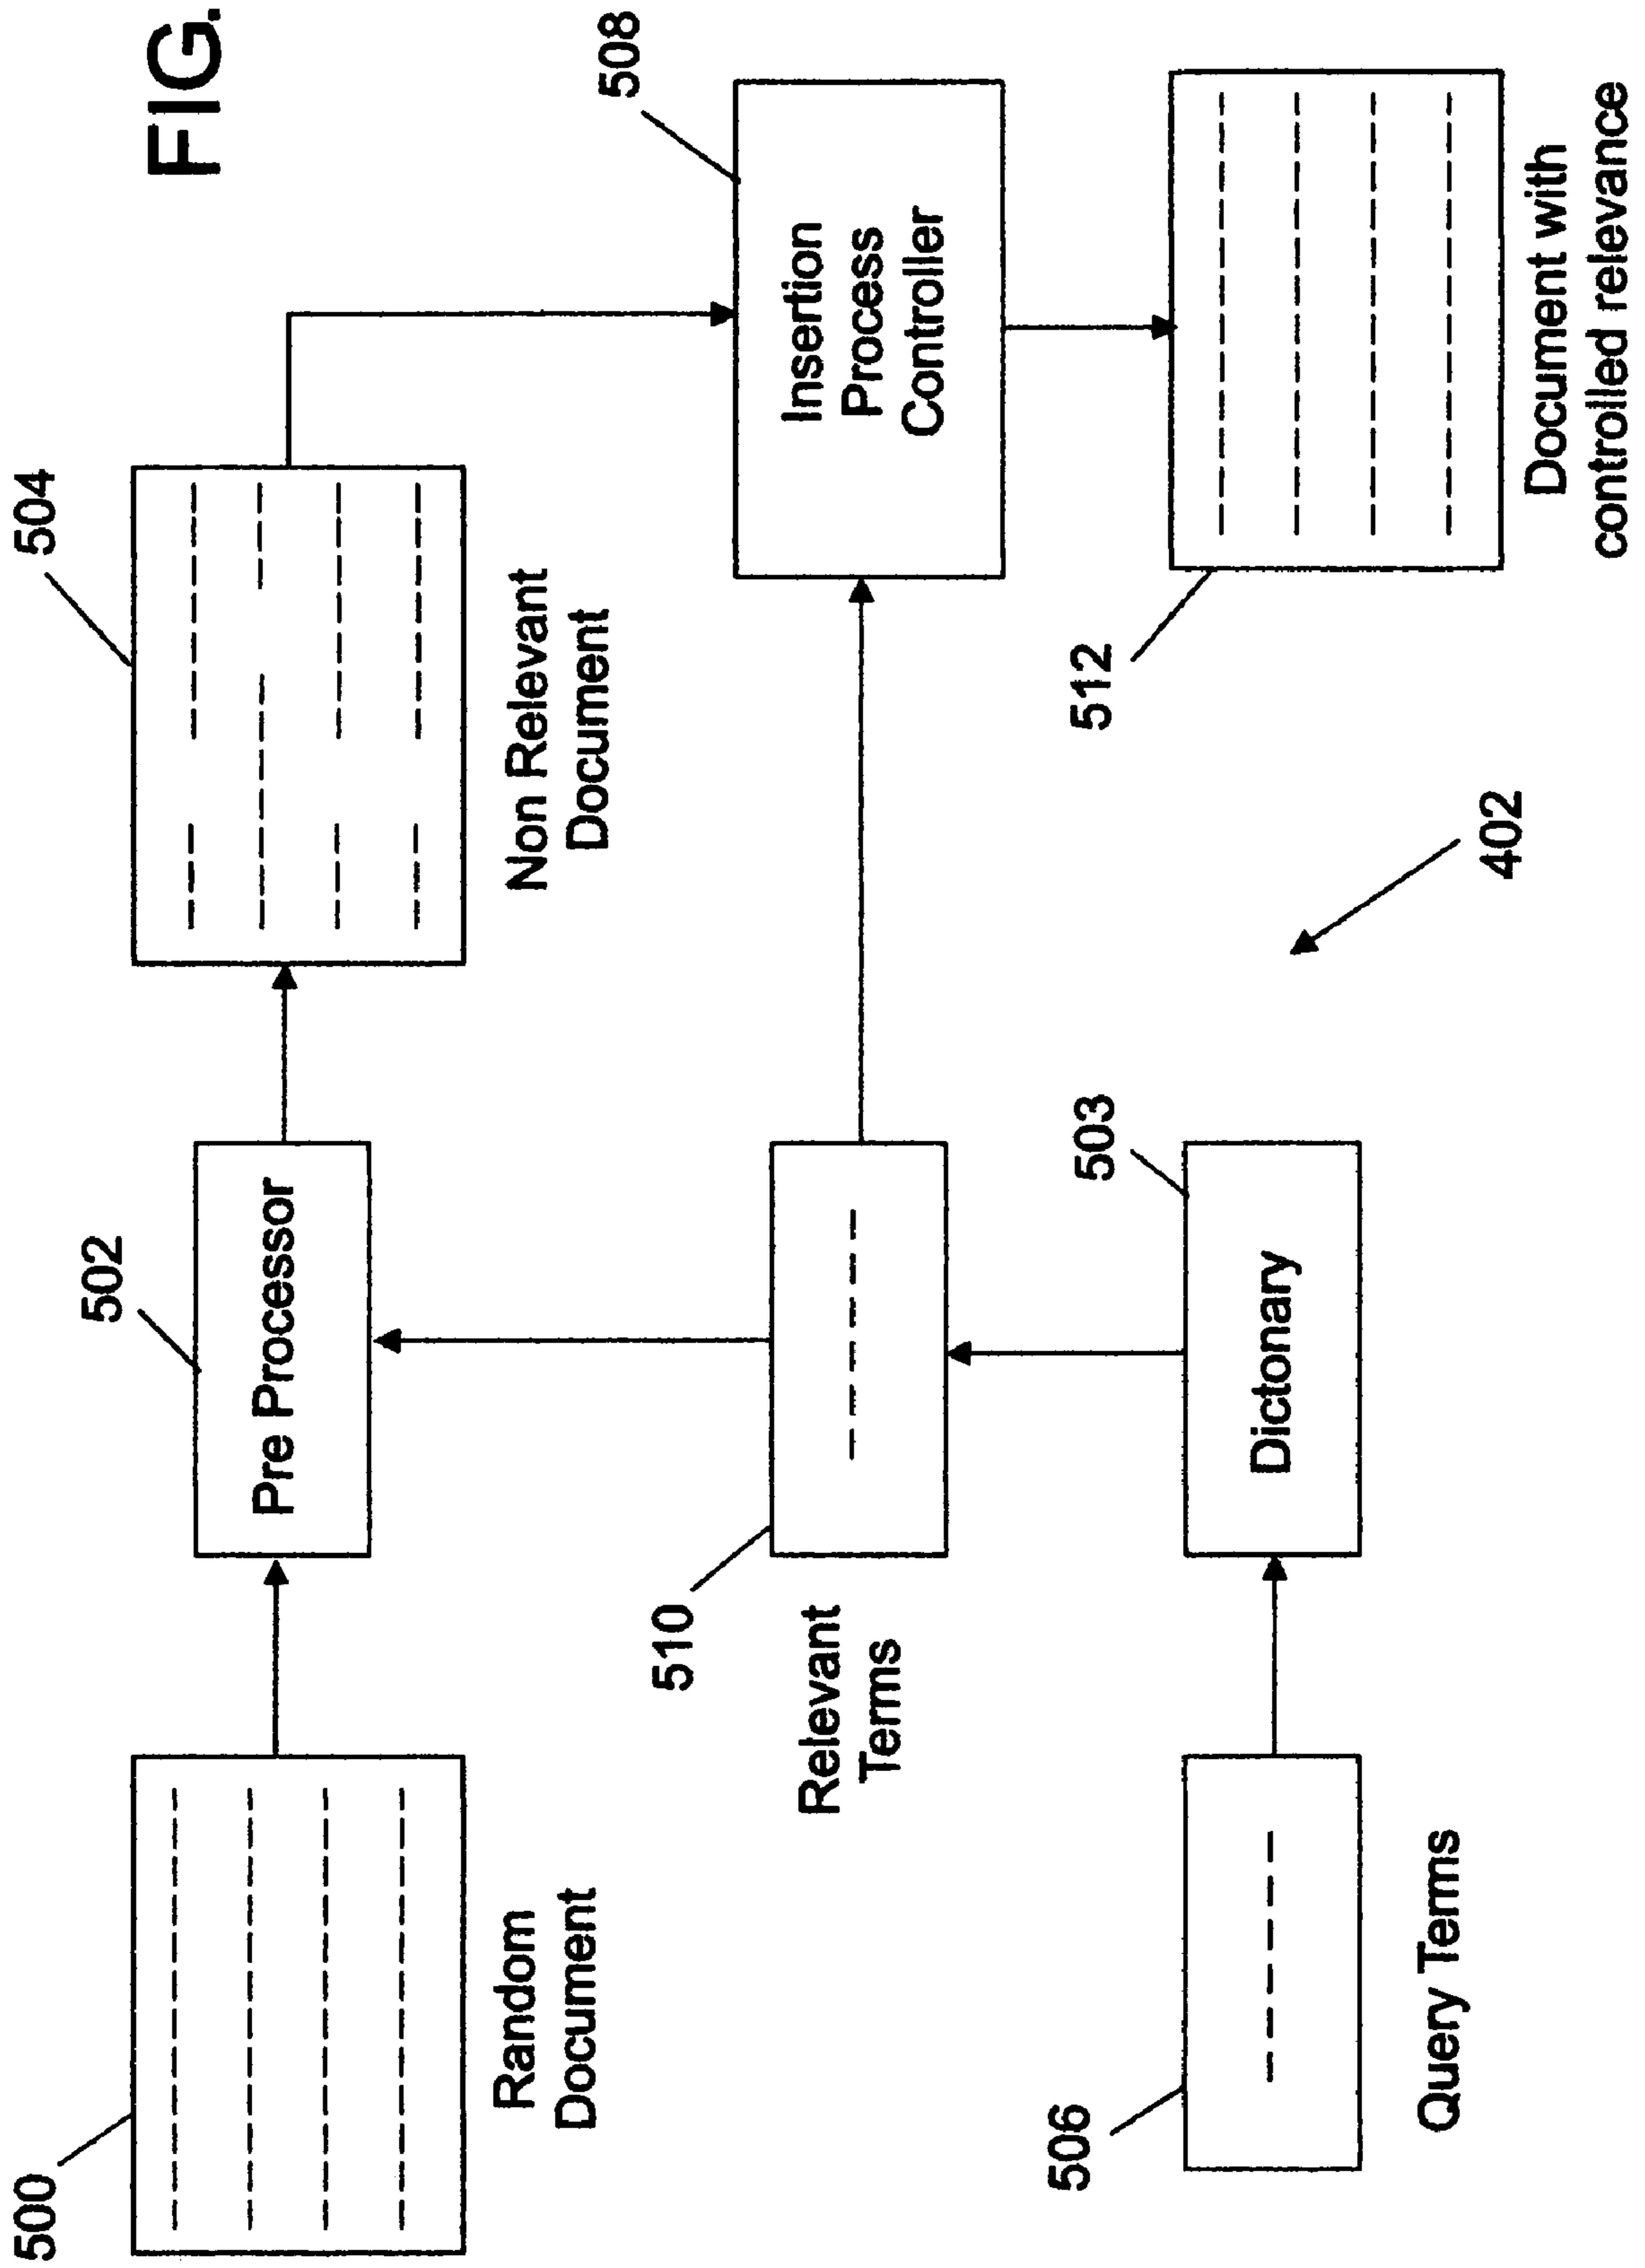 FIG.
500
Random
Document
502
Pre Processor
504
Non Relevant
Document
508
Insertion
Process
Controller
510
Relevant
Terms
503
Dictonary
506
Query Terms
512
Document with
controlled relevance
402